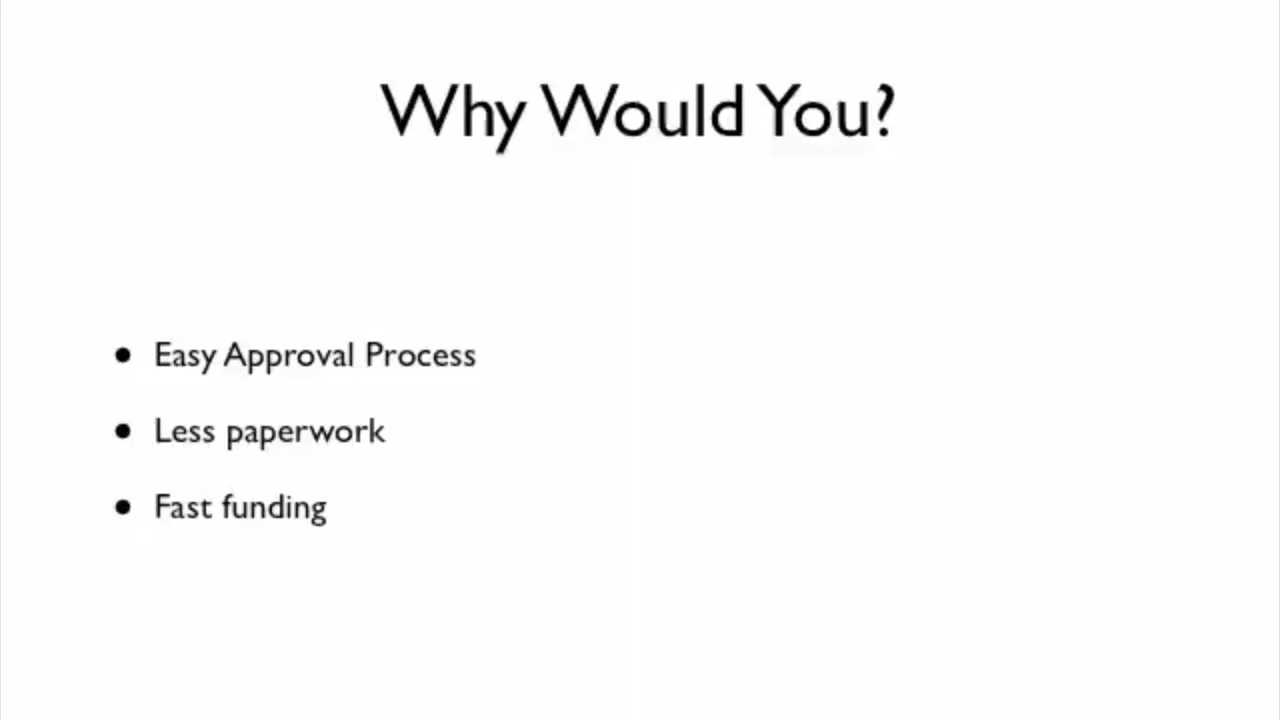 Why Would You?
• Easy Approval Process
• Less paperwork
• Fast funding